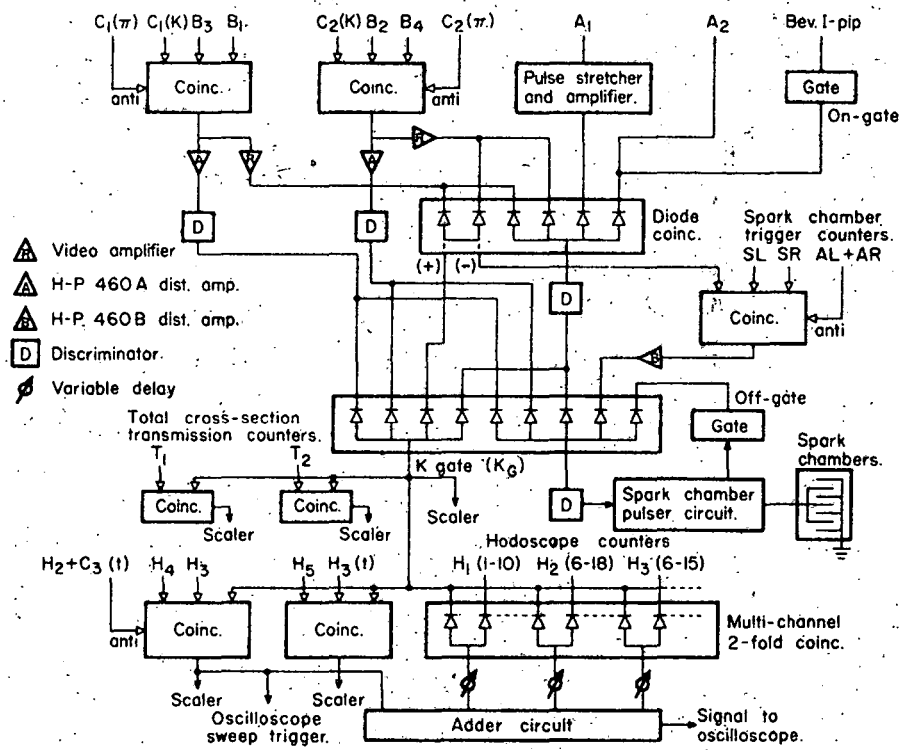 C₁(π) C₁(K) B₃ B₁ C₂(K) B₂ B₄ C₂(π) A₁ A₂ Bev. I-pip
Coinc.
anti
Coinc.
anti
Pulse stretcher
and amplifier.
Gate
On-gate
A
R
A
R
D
D
Diode
coinc.
Spark chamber
trigger counters.
SL SR AL+AR
(+) (-)
D
Coinc.
anti
R Video amplifier
A H-P 460A dist. amp.
B H-P 460B dist. amp.
D Discriminator
Variable delay
B
Off-gate
Gate
Total cross-section
transmission counters.
T₁ T₂
K gate (K_G)
Coinc.
Scaler
Coinc.
Scaler
Scaler
D
Spark chamber
pulser circuit.
Spark
chambers.
Hodoscope counters
H₂+C₃(t) H₄ H₃ H₅ H₃(t) H₁(1-10) H₂(6-18) H₃(6-15)
anti
Coinc.
Coinc.
Multi-channel
2-fold coinc.
Scaler
Oscilloscope
sweep trigger.
Scaler
Adder circuit
Signal to
oscilloscope.